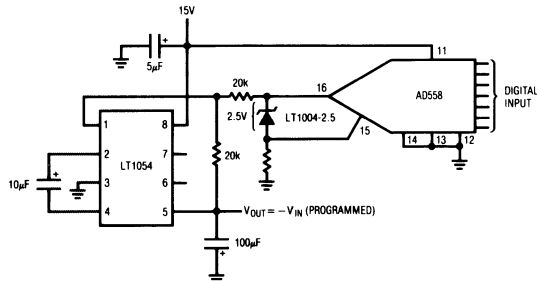 15V
5µF
+
11
20k
16
AD558
DIGITAL
INPUT
2.5V
LT1004-2.5
15
1
8
2
LT1054
7
20k
14
13
12
10µF
+
3
6
4
5
VOUT = –VIN (PROGRAMMED)
100µF
+